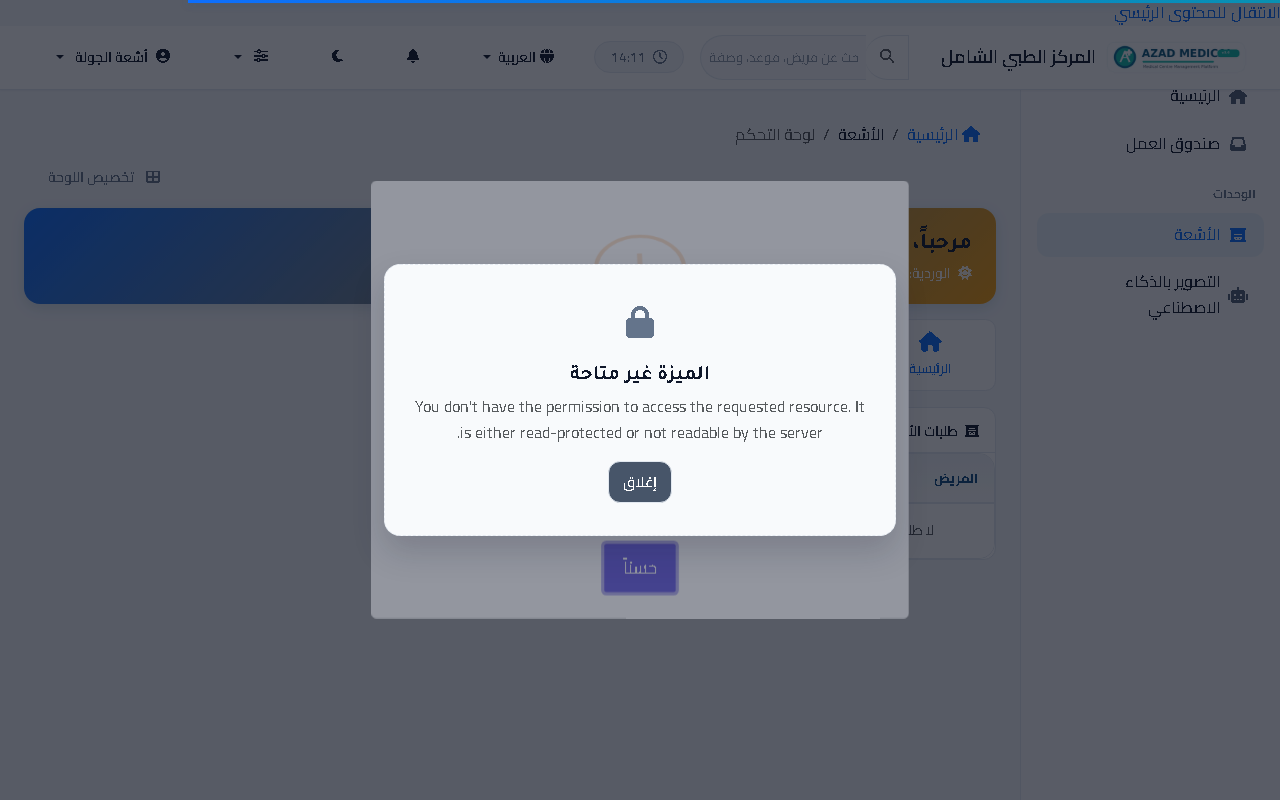 الانتقال للمحتوى الرئيسي
AZAD MEDIC
المركز الطبي الشامل
14:11
العربية
أشعة الجولة
الرئيسية
صندوق العمل
الوحدات
الأشعة
التصوير بالذكاء
الاصطناعي
الرئيسية / الأشعة / لوحة التحكم
تخصيص اللوحة
مرحباً،
الوردية:
الرئيسية
طلبات
المريض
لا
الميزة غير متاحة
You don't have the permission to access the requested resource. It
is either read-protected or not readable by the server.
إغلاق
حسناً